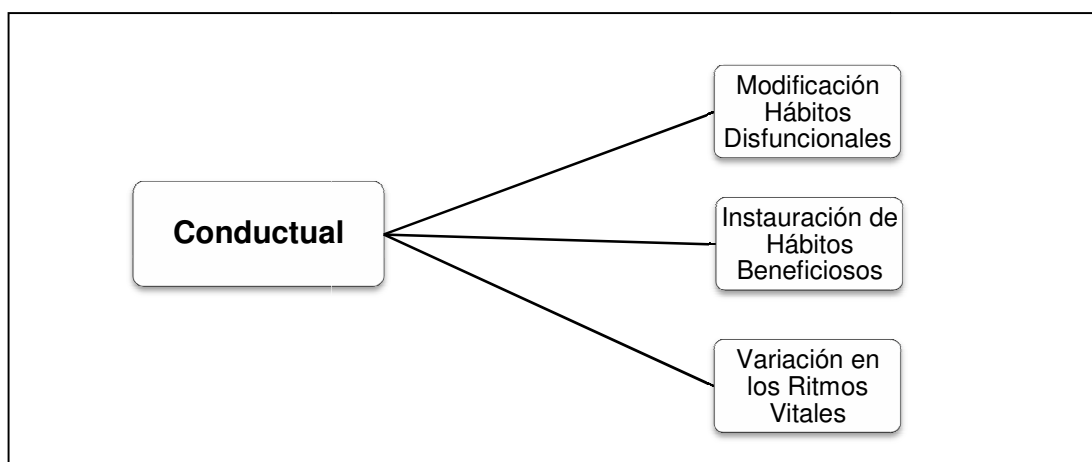 Modificación
Hábitos
Disfuncionales
Conductual
Instauración de
Hábitos
Beneficiosos
Variación en
los Ritmos
Vitales